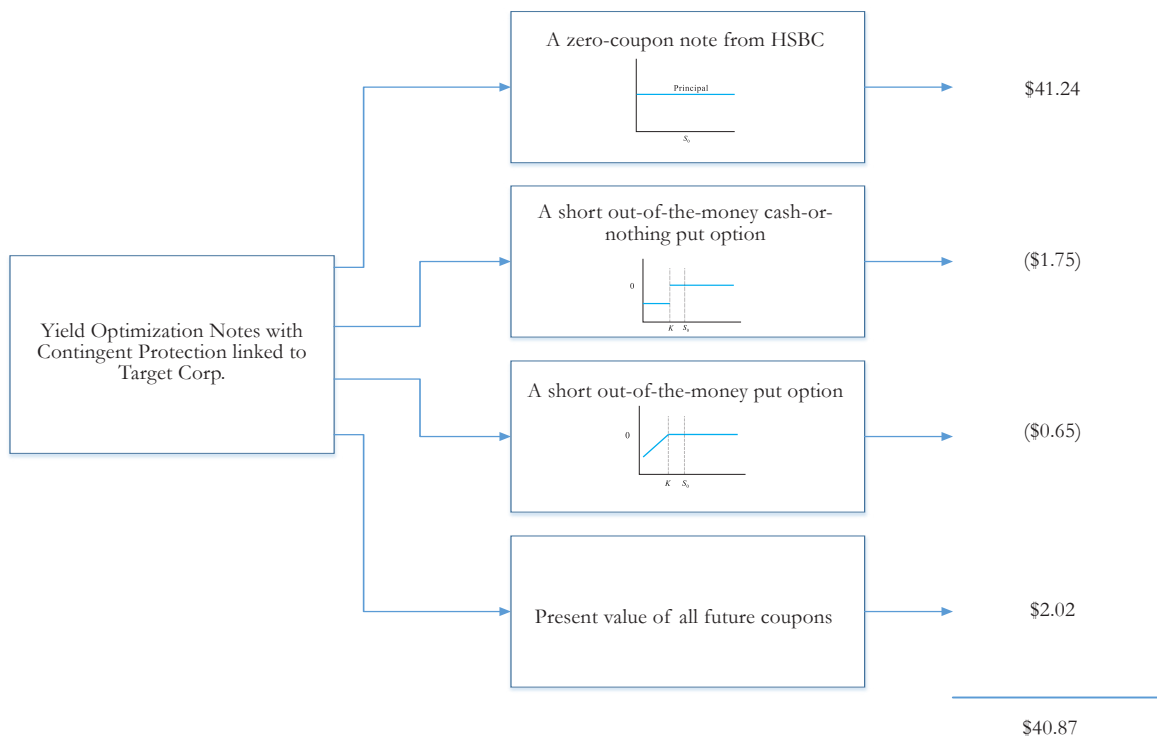 A zero-coupon note from HSBC
Principal
S₀
$41.24
A short out-of-the-money cash-or-
nothing put option
0
K
S₀
($1.75)
Yield Optimization Notes with
Contingent Protection linked to
Target Corp.
A short out-of-the-money put option
0
K
S₀
($0.65)
Present value of all future coupons
$2.02
$40.87